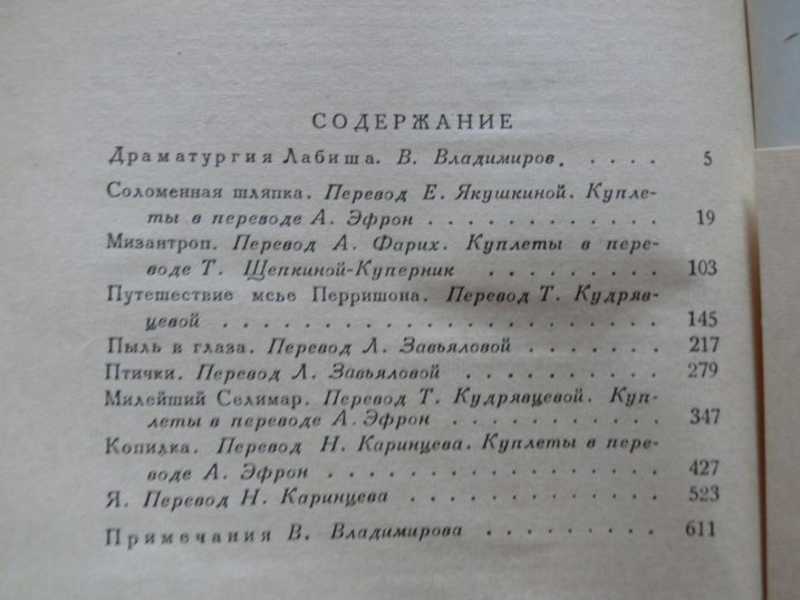 СОДЕРЖАНИЕ
Драматургия Лабиша. В. Владимиров. . . . . 5
Соломенная шляпка. Перевод Е. Якушкиной. Купле-
ты в переводе А. Эфрон . . . . . . . . . . . . 19
Мизантроп. Перевод А. Фарих. Куплеты в пере-
воде Т. Щепкиной-Куперник . . . . . . . . . 103
Путешествие мсье Перришона. Перевод Т. Кудряв-
цевой . . . . . . . . . . . . . . . . . . . . . . . 145
Пыль в глаза. Перевод Л. Завьяловой . . . . . . . 217
Птички. Перевод Л. Завьяловой . . . . . . . . . . 279
Милейший Селимар. Перевод Т. Кудрявцевой. Куп-
леты в переводе А. Эфрон . . . . . . . . . . . 347
Копилка. Перевод Н. Каринцева. Куплеты в пере-
воде А. Эфрон . . . . . . . . . . . . . . . . . 427
Я. Перевод Н. Каринцева . . . . . . . . . . . . . 523
Примечания В. Владимирова . . . . . . . . . 611